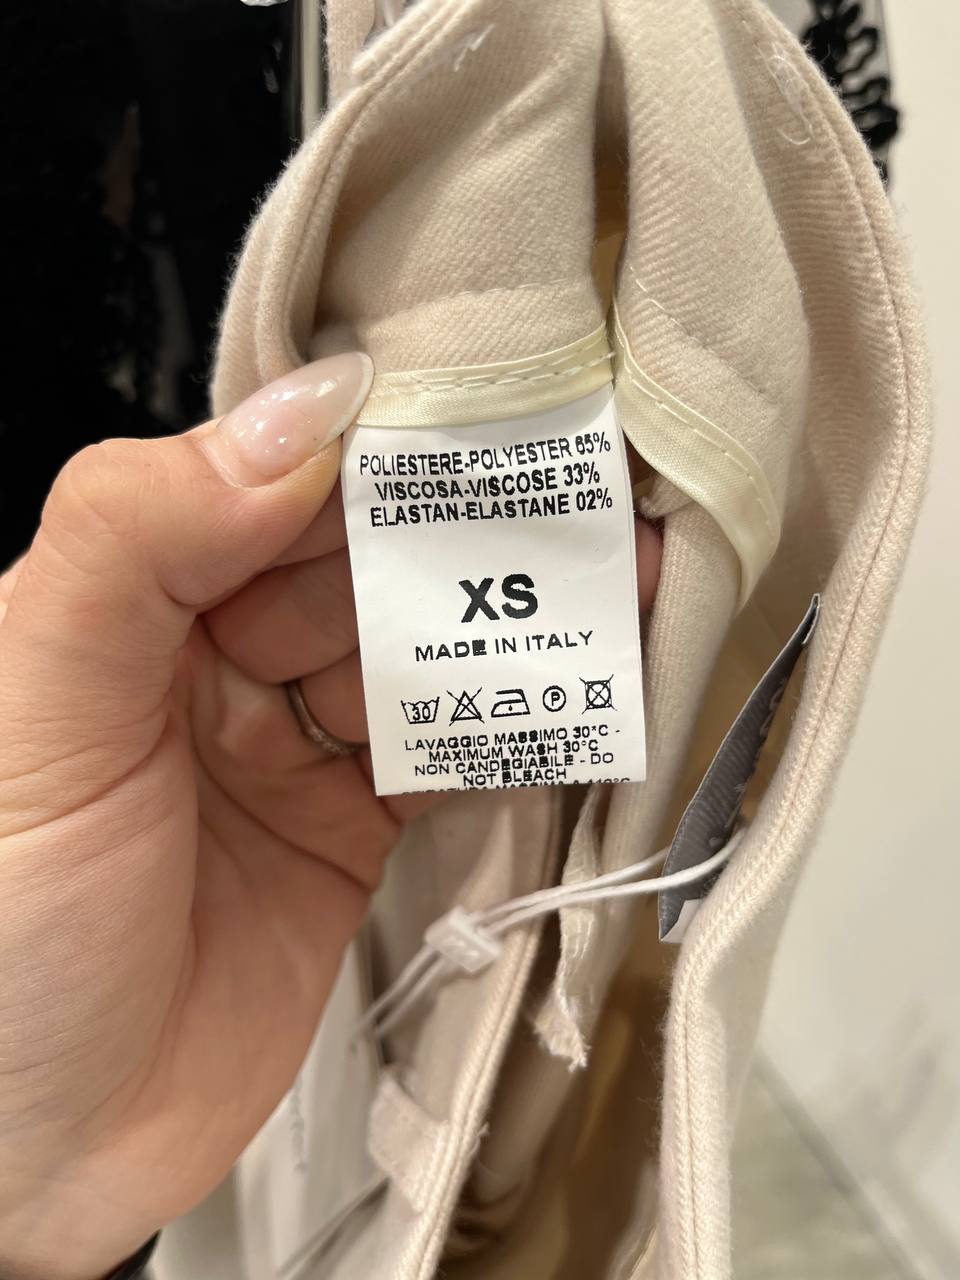 POLIESTERE-POLYESTER 65%
VISCOSA-VISCOSE 33%
ELASTAN-ELASTANE 02%
XS
MADE IN ITALY
30
P
LAVAGGIO MASSIMO 30°C -
MAXIMUM WASH 30°C
NON CANDEGIABILE - DO
NOT BLEACH